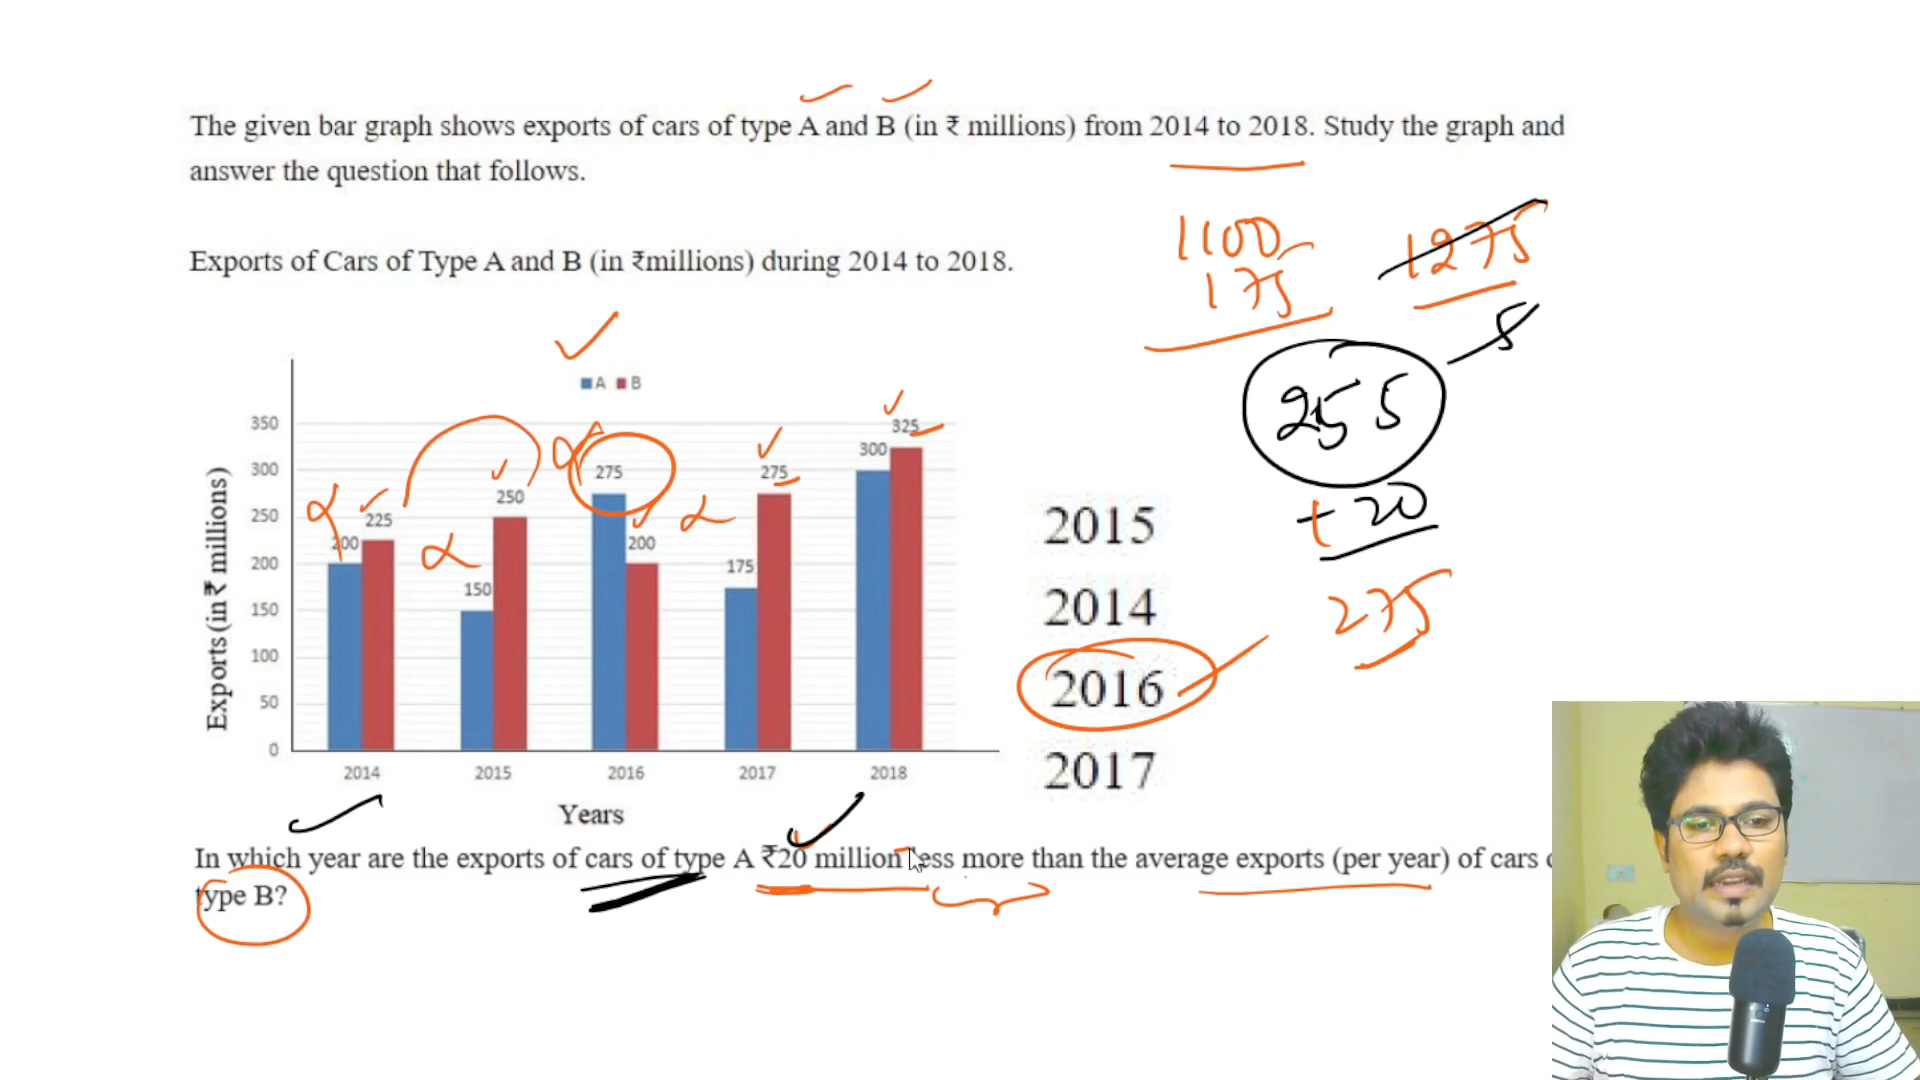 The given bar graph shows exports of cars of type A and B (in ₹ millions) from 2014 to 2018. Study the graph and
answer the question that follows.
1100
175
1275
Exports of Cars of Type A and B (in ₹millions) during 2014 to 2018.
5
255
+20
275
A B
Exports (in ₹ millions)
350
300
250
200
150
100
50
0
200 225
150 250
275 200
175 275
300 325
2014 2015 2016 2017 2018
Years
2015
2014
2016
2017
In which year are the exports of cars of type A ₹20 million less more than the average exports (per year) of cars
type B?